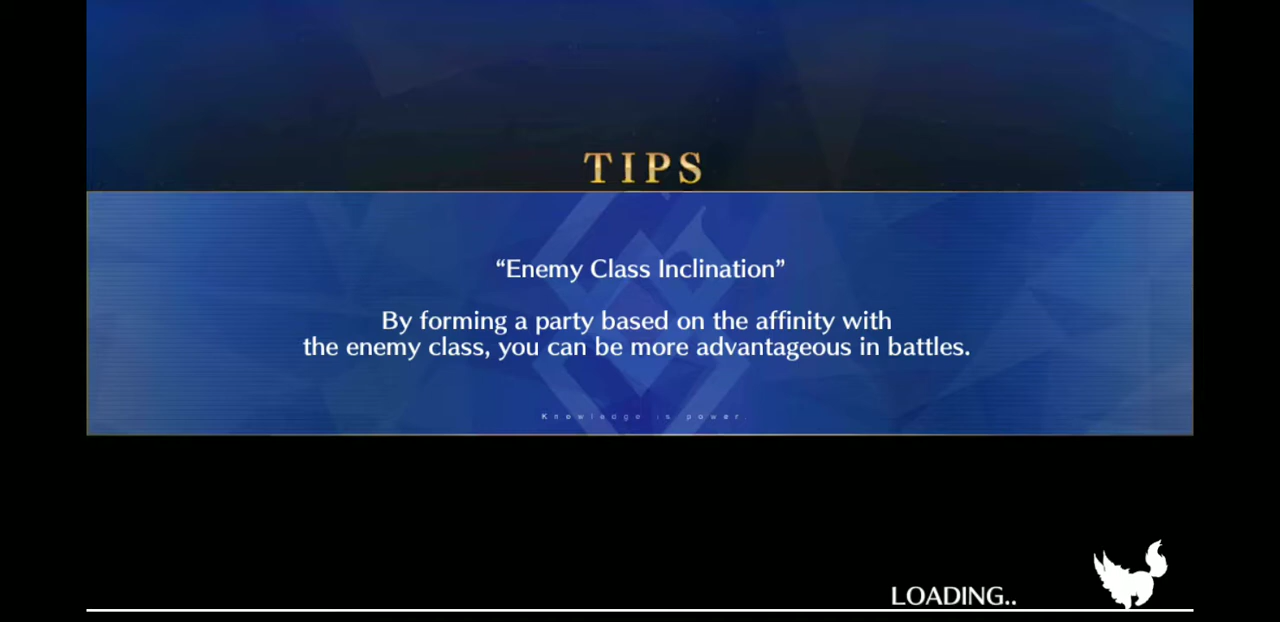 TIPS
“Enemy Class Inclination”
By forming a party based on the affinity with
the enemy class, you can be more advantageous in battles.
Knowledge is power
LOADING..